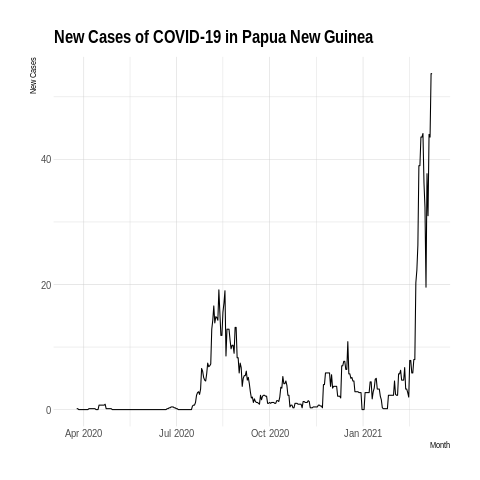 New Cases of COVID-19 in Papua New Guinea
New Cases
40
20
0
Apr 2020 Jul 2020 Oct 2020 Jan 2021
Month